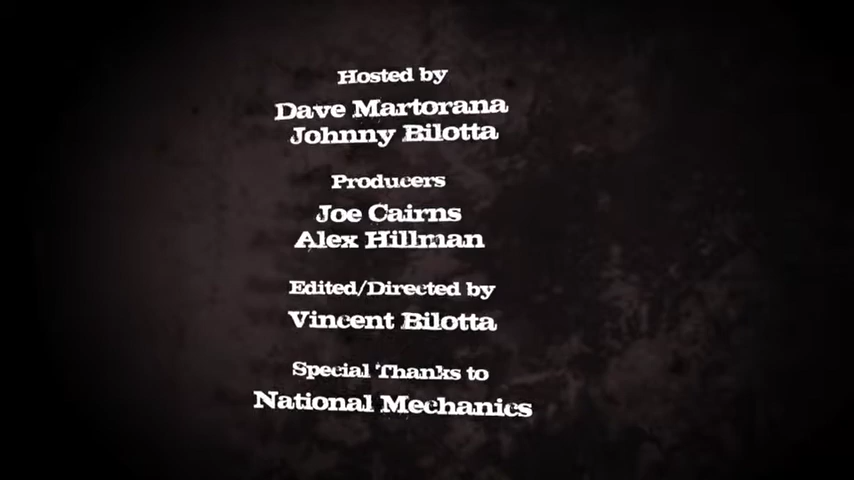 Hosted by
Dave Martorana
Johnny Bilotta
Producers
Joe Cairns
Alex Hillman
Edited/Directed by
Vincent Bilotta
Special Thanks to
National Mechanics